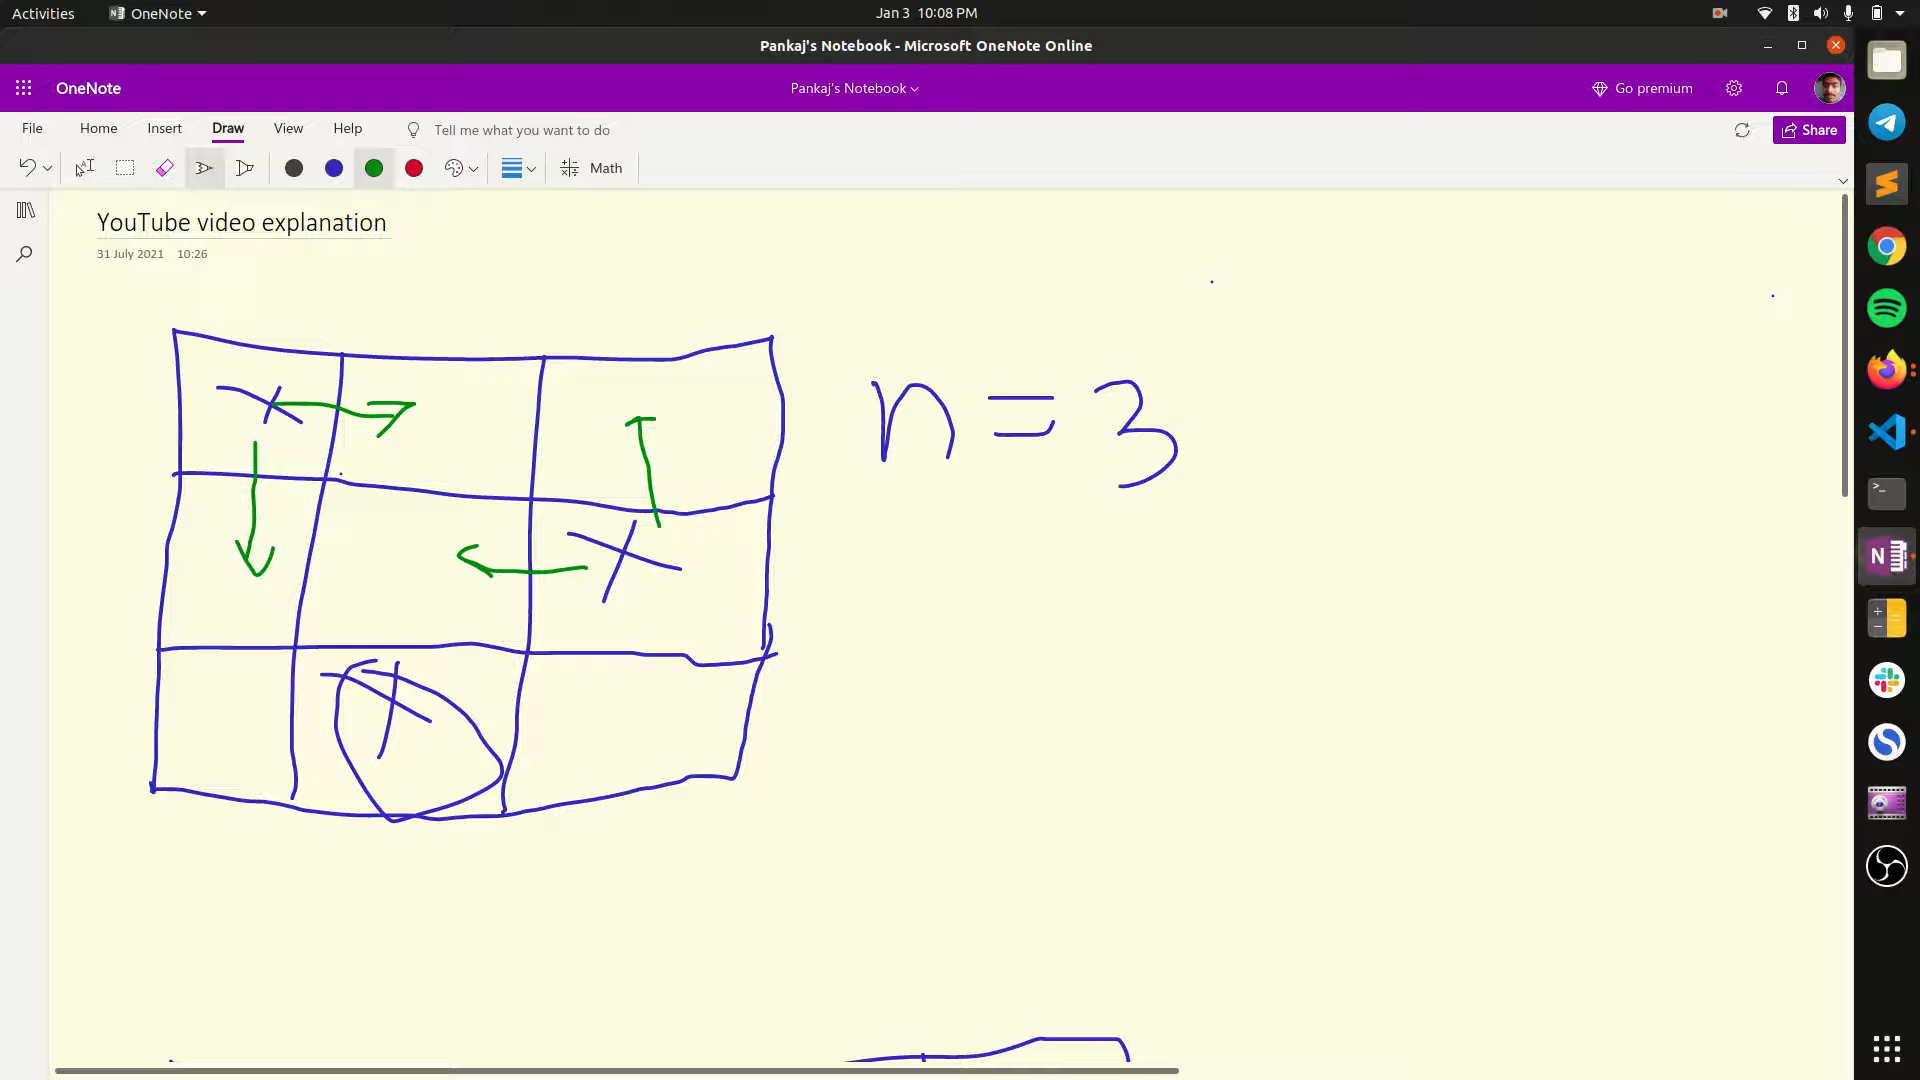 Activities OneNote Jan 3 10:08 PM
Pankaj's Notebook - Microsoft OneNote Online
OneNote Pankaj's Notebook Go premium
File Home Insert Draw View Help Tell me what you want to do Share
Math
YouTube video explanation
31 July 2021 10:26
n = 3